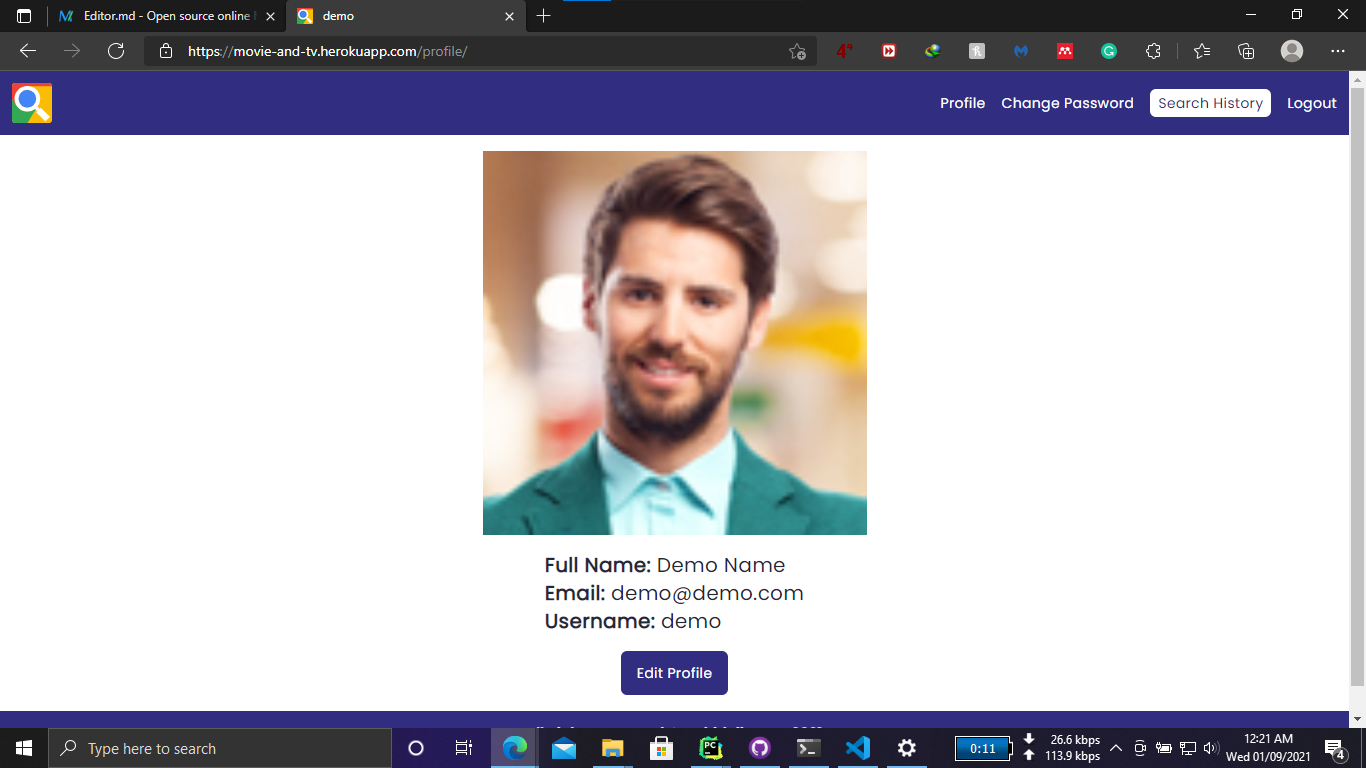 Editor.md - Open source online
demo
https://movie-and-tv.herokuapp.com/profile/
Profile
Change Password
Search History
Logout
Full Name: Demo Name
Email: demo@demo.com
Username: demo
Edit Profile
Type here to search
PC
0:11
26.6 kbps
113.9 kbps
12:21 AM
Wed 01/09/2021
4